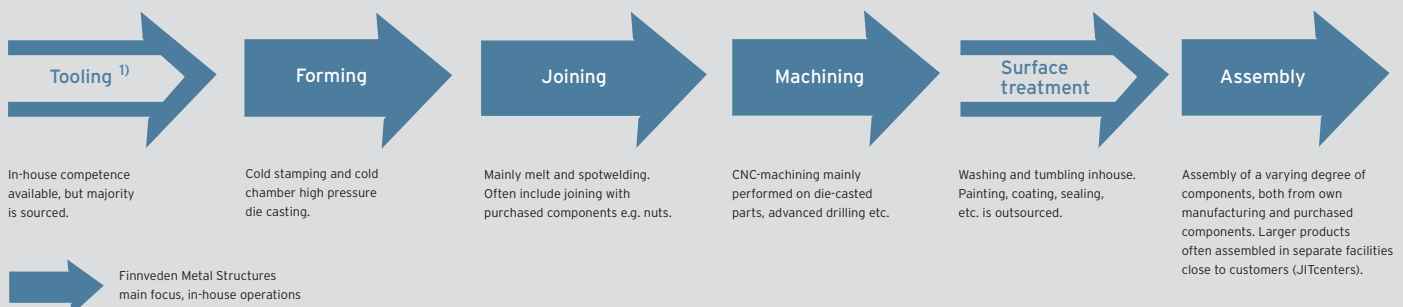 Tooling 1)
Forming
Joining
Machining
Surface
treatment
Assembly
In-house competence
available, but majority
is sourced.
Cold stamping and cold
chamber high pressure
die casting.
Mainly melt and spotwelding.
Often include joining with
purchased components e.g. nuts.
CNC-machining mainly
performed on die-casted
parts, advanced drilling etc.
Washing and tumbling inhouse.
Painting, coating, sealing,
etc. is outsourced.
Assembly of a varying degree of
components, both from own
manufacturing and purchased
components. Larger products
often assembled in separate facilities
close to customers (JITcenters).
Finnveden Metal Structures
main focus, in-house operations